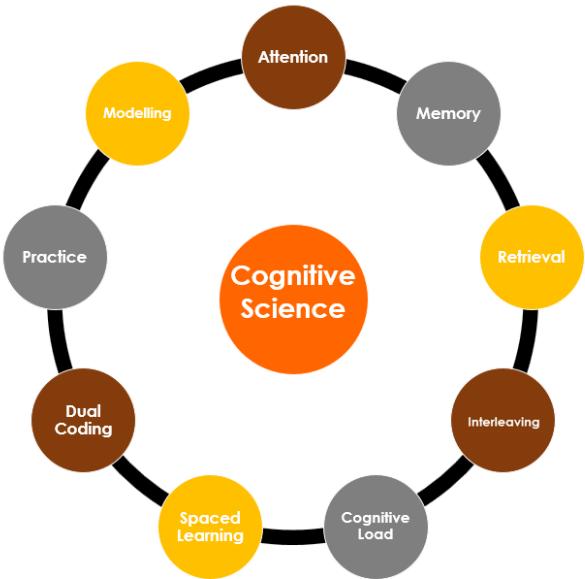 Attention
Memory
Retrieval
Interleaving
Cognitive
Load
Spaced
Learning
Dual
Coding
Practice
Modelling
Cognitive
Science